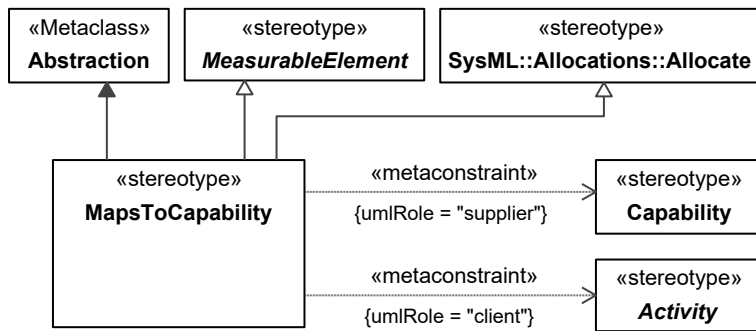 «Metaclass»
Abstraction
«stereotype»
MeasurableElement
«stereotype»
SysML::Allocations::Allocate
«stereotype»
MapsToCapability
«metaconstraint»
{umlRole = "supplier"}
«stereotype»
Capability
«metaconstraint»
{umlRole = "client"}
«stereotype»
Activity